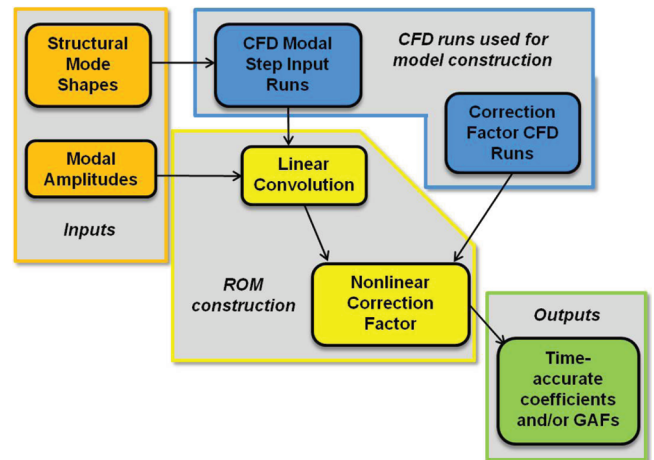 Structural
Mode
Shapes
CFD Modal
Step Input
Runs
CFD runs used for
model construction
Correction
Factor CFD
Runs
Modal
Amplitudes
Linear
Convolution
Inputs
ROM
construction
Nonlinear
Correction
Factor
Outputs
Time-
accurate
coefficients
and/or GAFs